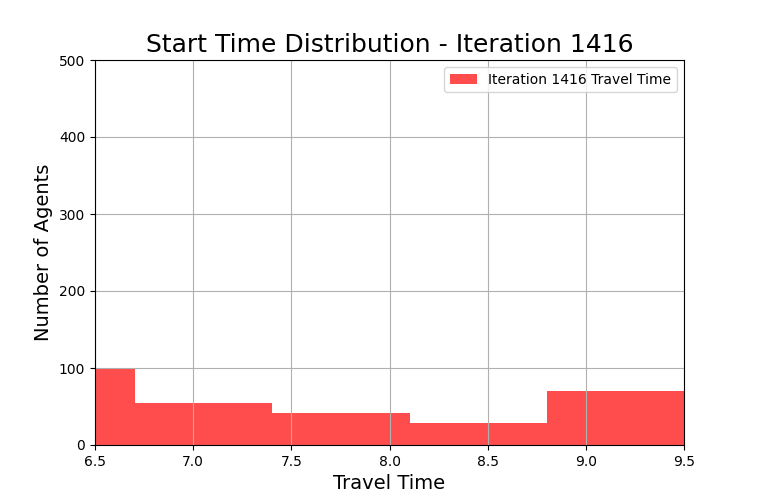 Start Time Distribution - Iteration 1416
Iteration 1416 Travel Time
Number of Agents
500
400
300
200
100
0
6.5 7.0 7.5 8.0 8.5 9.0 9.5
Travel Time